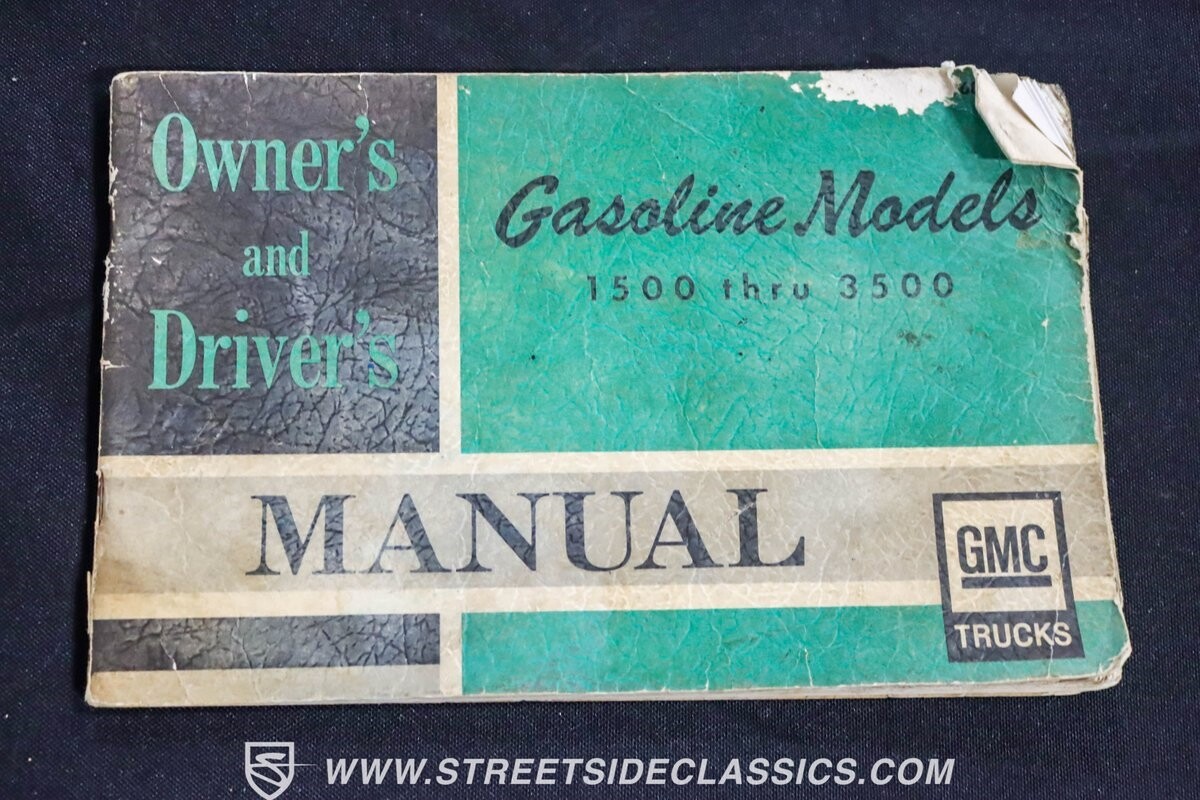 Owner's
and
Driver's
Gasoline Models
1500 thru 3500
MANUAL
GMC
TRUCKS
WWW.STREETSIDECLASSICS.COM